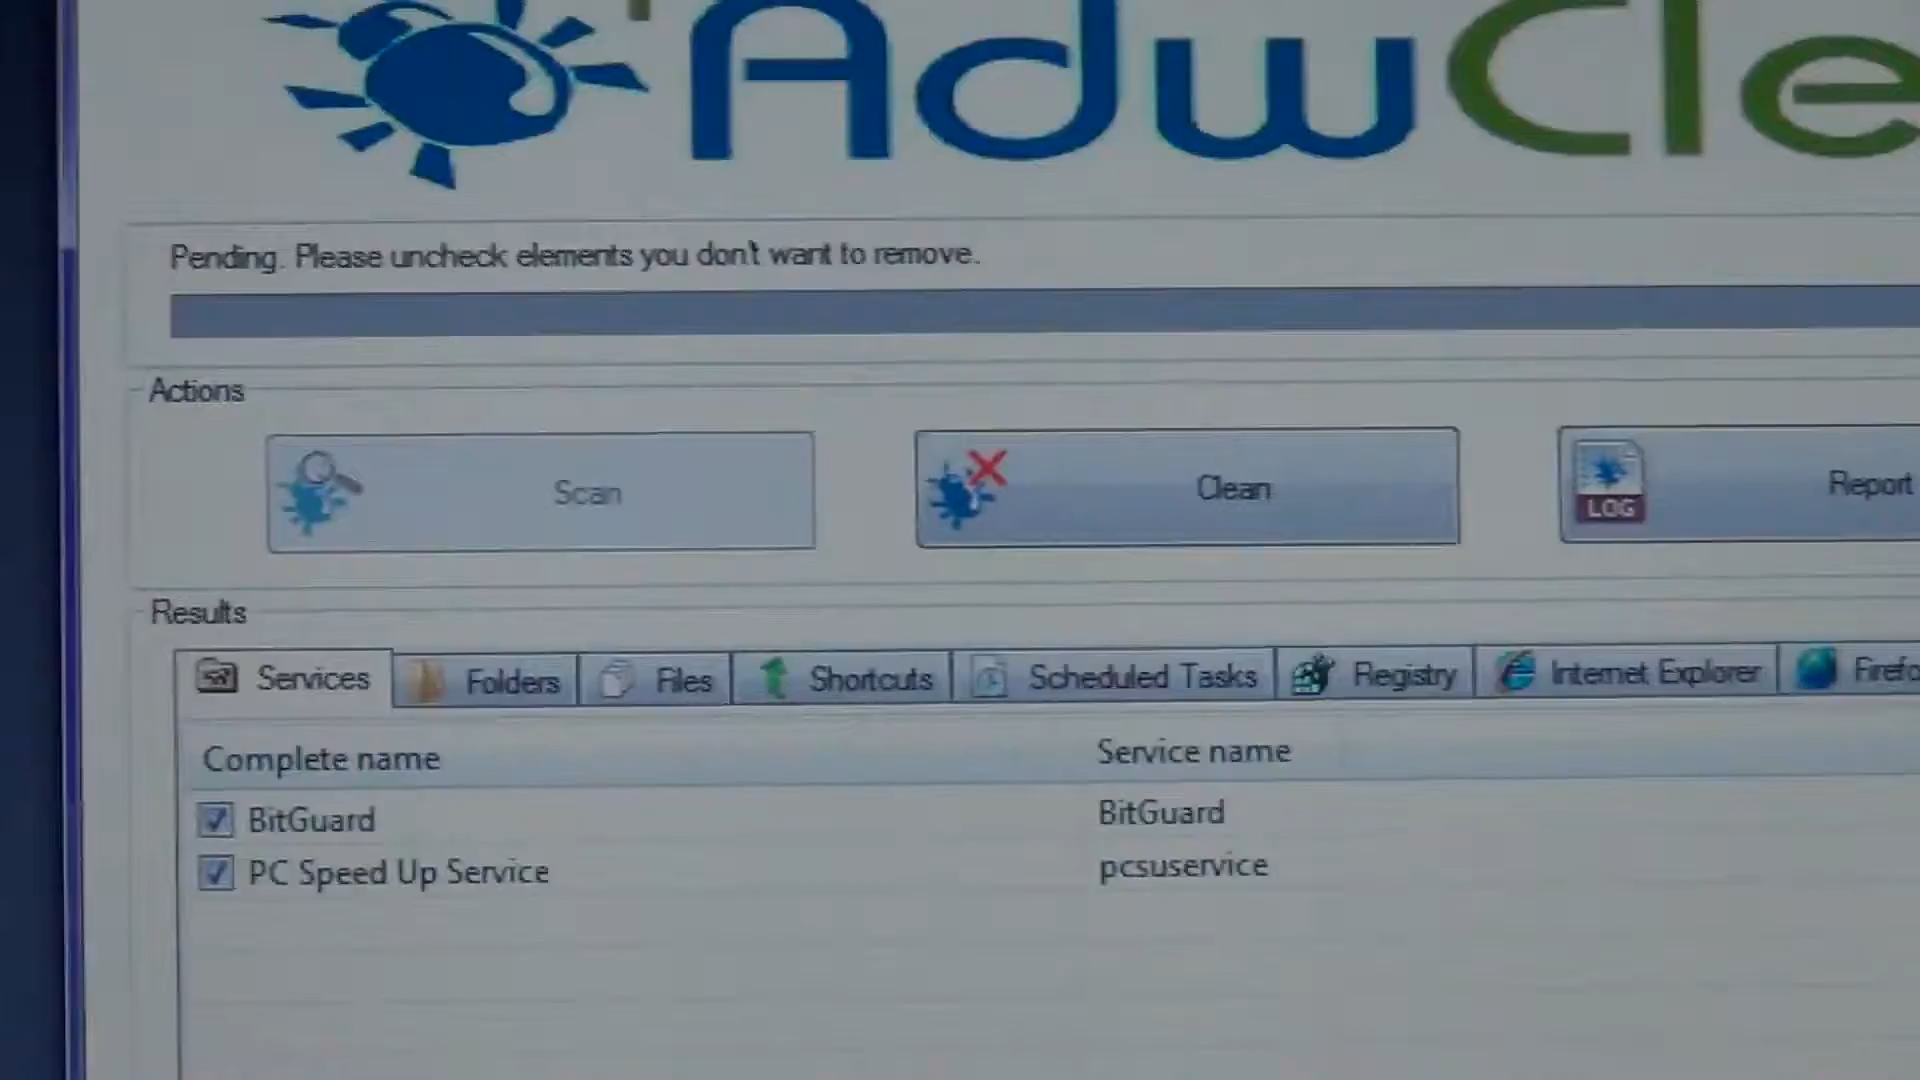 AdwCle
Pending. Please uncheck elements you don't want to remove.
Actions
Scan
Clean
LOG
Report
Results
Services
Folders
Files
Shortcuts
Scheduled Tasks
Registry
Internet Explorer
Firefo
Complete name
Service name
BitGuard
BitGuard
PC Speed Up Service
pcsuservice